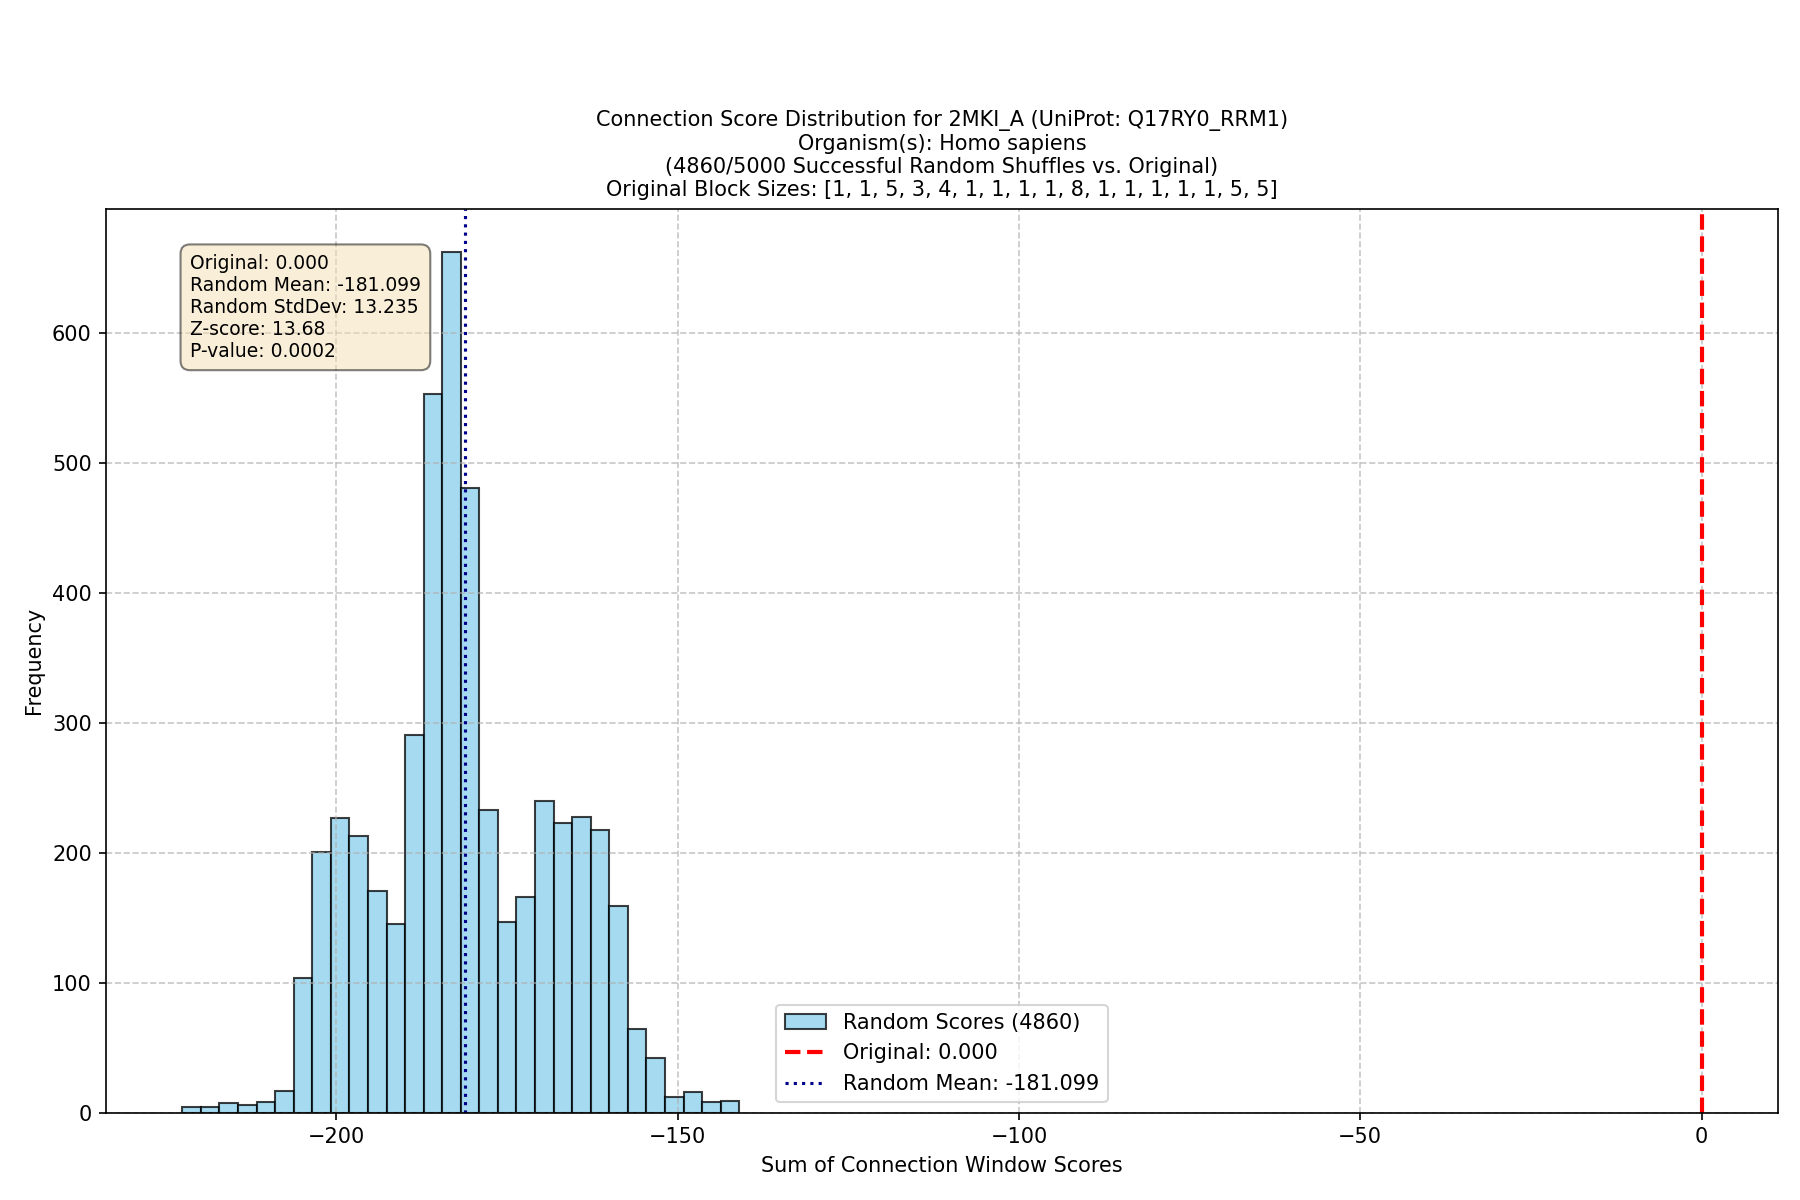 Connection Score Distribution for 2MKI_A (UniProt: Q17RY0_RRM1)
Organism(s): Homo sapiens
(4860/5000 Successful Random Shuffles vs. Original)
Original Block Sizes: [1, 1, 5, 3, 4, 1, 1, 1, 1, 8, 1, 1, 1, 1, 1, 5, 5]
Original: 0.000
Random Mean: -181.099
Random StdDev: 13.235
Z-score: 13.68
P-value: 0.0002
Frequency
600
500
400
300
200
100
0
Random Scores (4860)
Original: 0.000
Random Mean: -181.099
−200 −150 −100 −50 0
Sum of Connection Window Scores